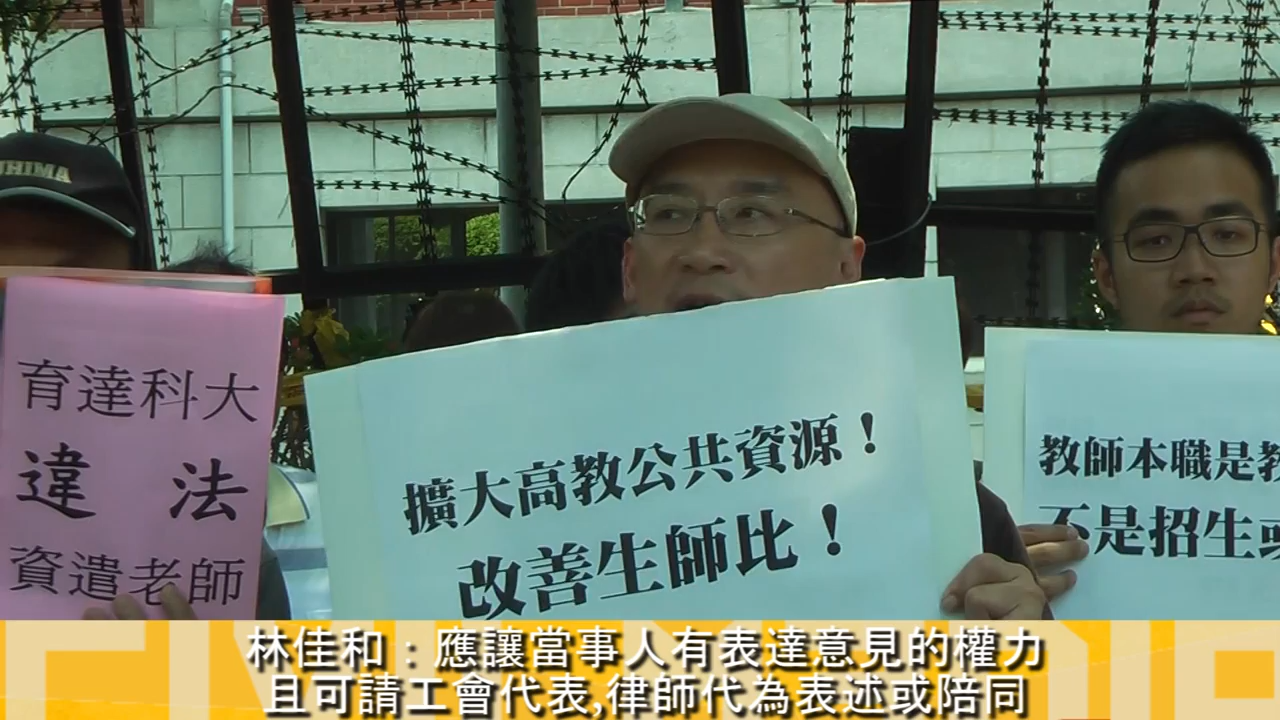 育達科大
違法
資遣老師
擴大高教公共資源！
改善生師比！
教師本職是教
不是招生或
林佳和：應讓當事人有表達意見的權力
且可請工會代表,律師代為表述或陪同